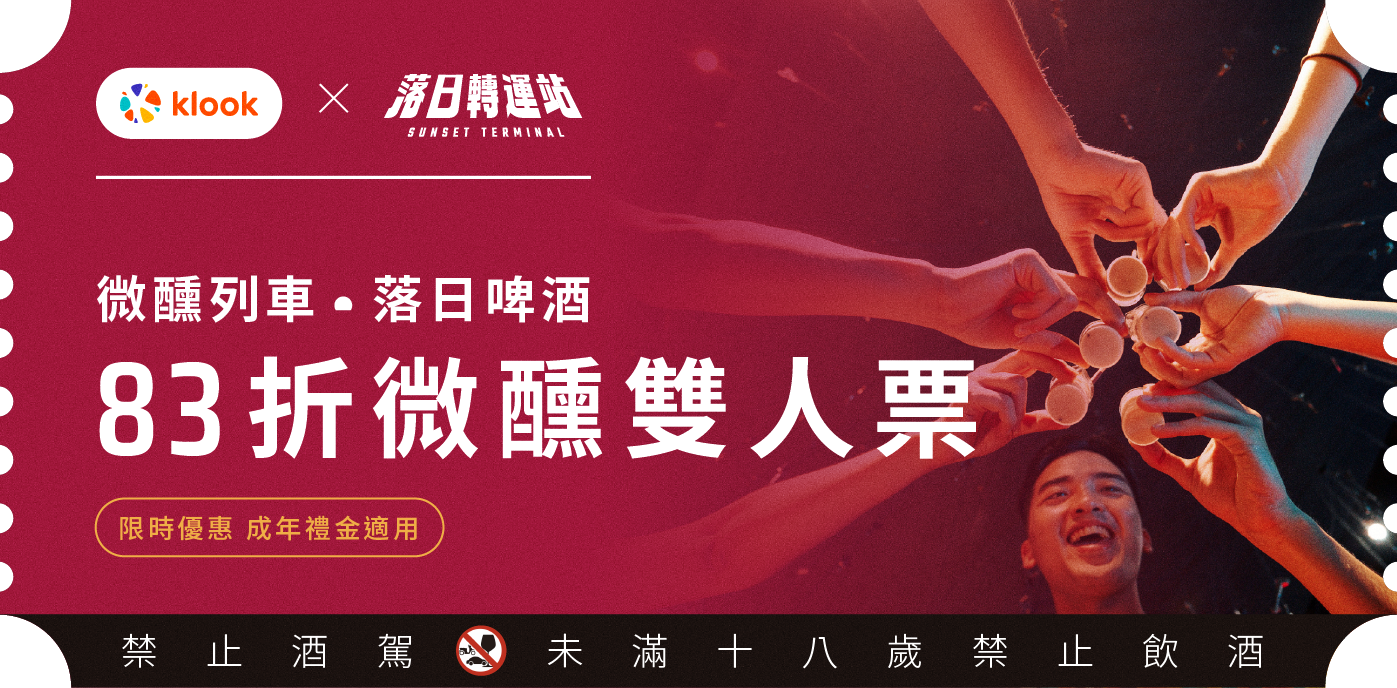 klook × 落日轉運站
SUNSET TERMINAL
微醺列車•落日啤酒
83折微醺雙人票
限時優惠 成年禮金適用
禁止酒駕 未滿十八歲禁止飲酒